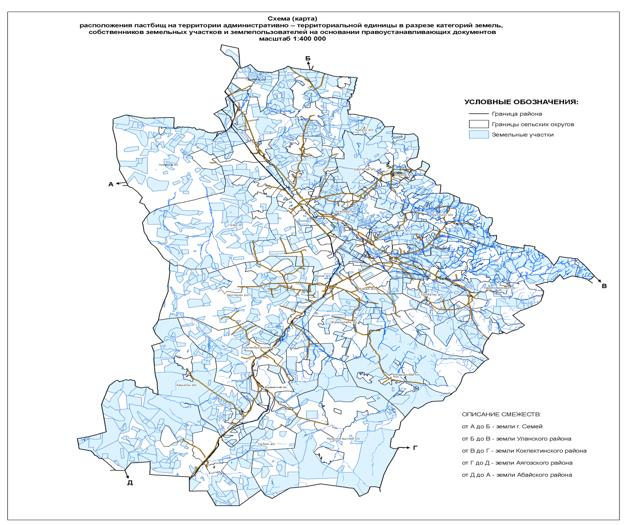 Схема (карта)
расположения пастбищ на территории административно – территориальной единицы в разрезе категорий земель,
собственников земельных участков и землепользователей на основании правоустанавливающих документов
масштаб 1:400 000
Б
УСЛОВНЫЕ ОБОЗНАЧЕНИЯ:
Граница района
Границы сельских округов
Земельные участки
А
В
Г
Д
ОПИСАНИЕ СМЕЖЕСТВ:
от А до Б - земли г. Семей
от Б до В - земли Уланского района
от В до Г - земли Кокпектинского района
от Г до Д - земли Аягозского района
от Д до А - земли Абайского района